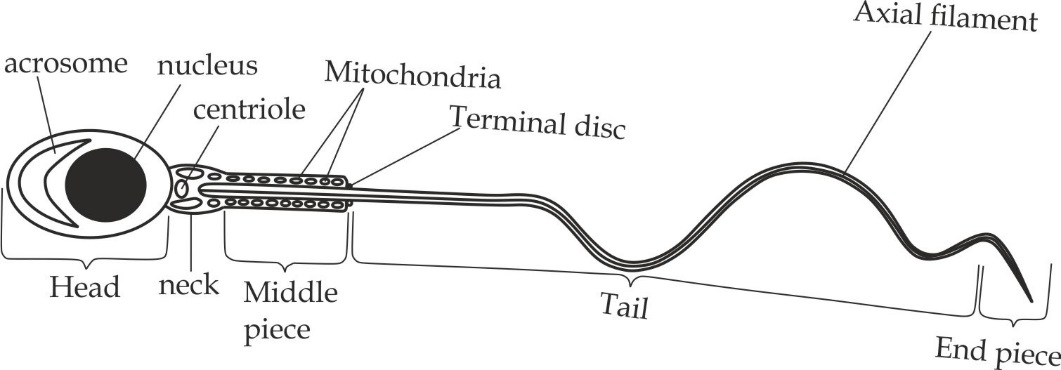 Axial filament
acrosome
nucleus
Mitochondria
centriole
Terminal disc
Head
neck
Middle
piece
Tail
End piece